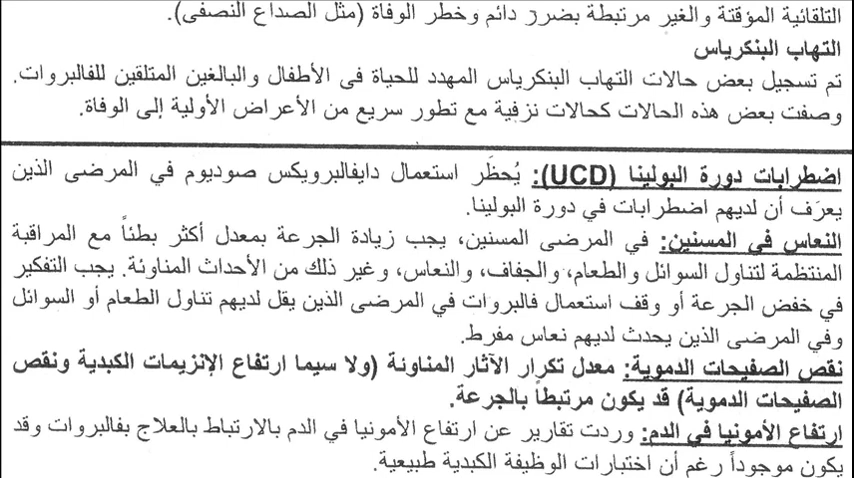 التلقائية المؤقتة والغير مرتبطة بضرر دائم وخطر الوفاة (مثل الصداع النصفى).
التهاب البنكرياس
تم تسجيل بعض حالات التهاب البنكرياس المهدد للحياة فى الأطفال والبالغين المتلقين للفالبروات.
وصفت بعض هذه الحالات كحالات نزفية مع تطور سريع من الأعراض الأولية إلى الوفاة.
اضطرابات دورة البولينا (UCD): يُحظَر استعمال دايفالبرويكس صوديوم في المرضى الذين
يعرَف أن لديهم اضطرابات في دورة البولينا.
النعاس في المسنين: في المرضى المسنين، يجب زيادة الجرعة بمعدل أكثر بطئاً مع المراقبة
المنتظمة لتناول السوائل والطعام، والجفاف، والنعاس، وغير ذلك من الأحداث المناوئة. يجب التفكير
في خفض الجرعة أو وقف استعمال فالبروات في المرضى الذين يقل لديهم تناول الطعام أو السوائل
وفي المرضى الذين يحدث لديهم نعاس مفرط.
نقص الصفيحات الدموية: معدل تكرار الآثار المناوئة (ولا سيما ارتفاع الإنزيمات الكبدية ونقص
الصفيحات الدموية) قد يكون مرتبطاً بالجرعة.
ارتفاع الأمونيا في الدم: وردت تقارير عن ارتفاع الأمونيا في الدم بالارتباط بالعلاج بفالبروات وقد
يكون موجوداً رغم أن اختبارات الوظيفة الكبدية طبيعية.